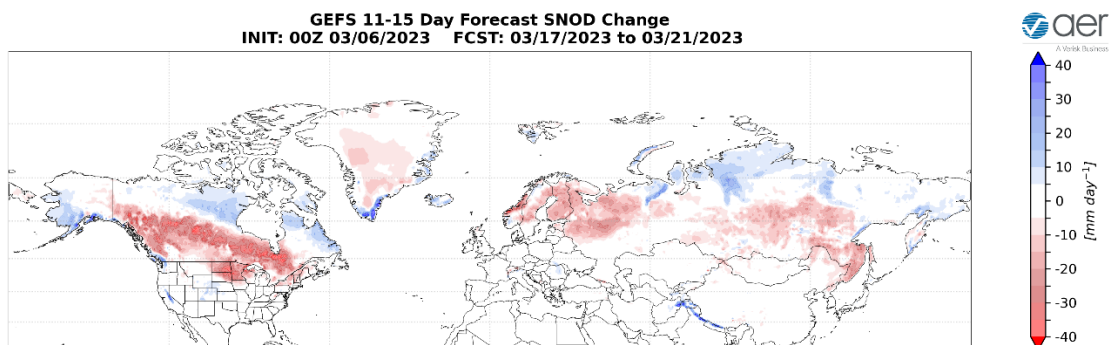 GEFS 11-15 Day Forecast SNOD Change
INIT: 00Z 03/06/2023 FCST: 03/17/2023 to 03/21/2023
aer
A Verisk Business
40
30
20
10
0
-10
-20
-30
-40
[mm day⁻¹]